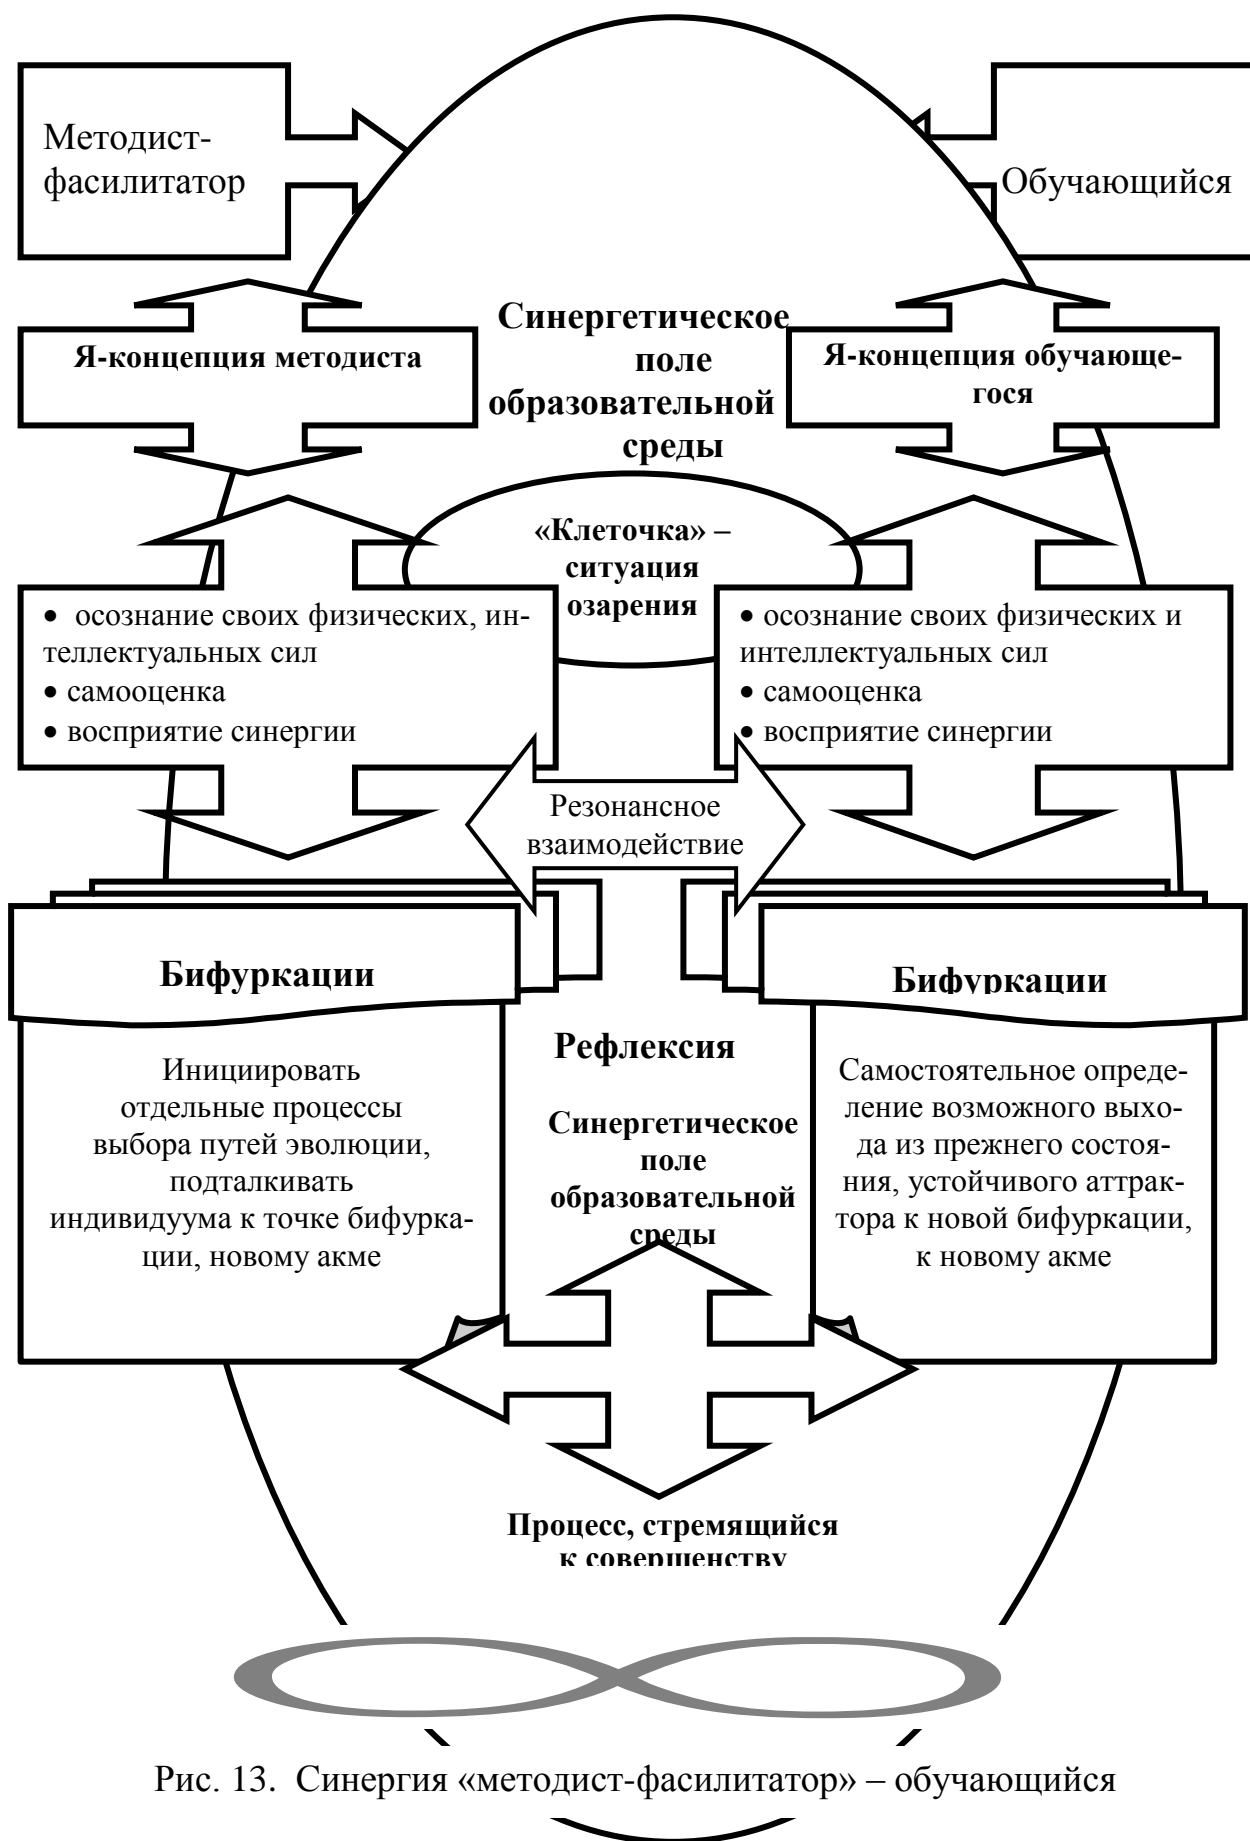 Методист-
фасилитатор
Обучающийся
Синергетическое
поле
образовательной
среды
Я-концепция методиста
Я-концепция обучающе-
гося
«Клеточка» –
ситуация
озарения
• осознание своих физических, ин-
теллектуальных сил
• самооценка
• восприятие синергии
• осознание своих физических и
интеллектуальных сил
• самооценка
• восприятие синергии
Резонансное
взаимодействие
Бифуркации
Бифуркации
Инициировать
отдельные процессы
выбора путей эволюции,
подталкивать
индивидуума к точке бифурка-
ции, новому акме
Рефлексия
Синергетическое
поле
образовательной
среды
Самостоятельное опреде-
ление возможного выхо-
да из прежнего состоя-
ния, устойчивого аттрак-
тора к новой бифуркации,
к новому акме
Процесс, стремящийся
к совершенству
Рис. 13. Синергия «методист-фасилитатор» – обучающийся